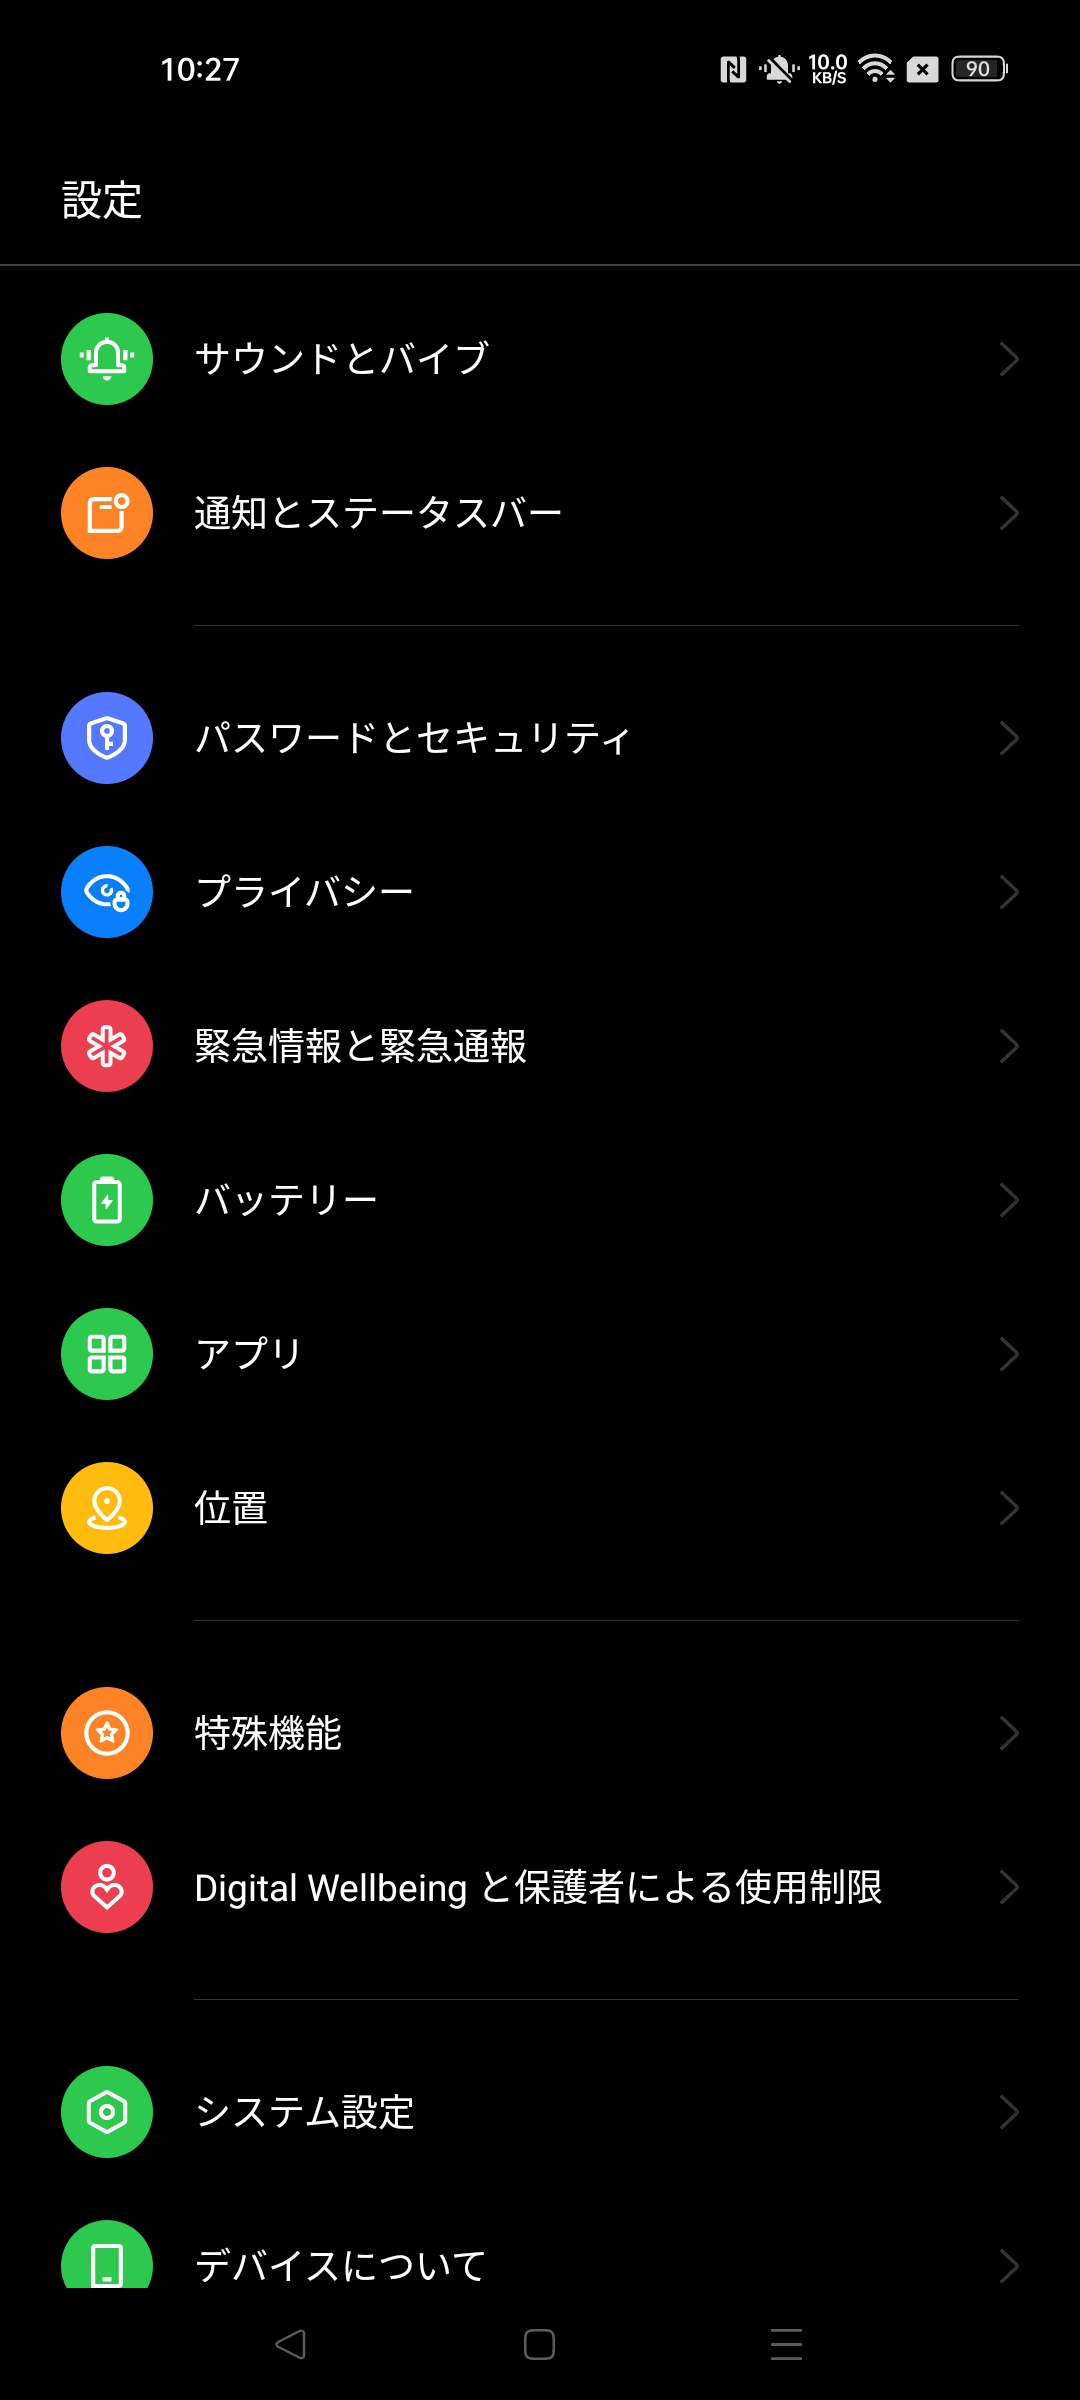 10:27
10.0
KB/S
90
設定
サウンドとバイブ
通知とステータスバー
パスワードとセキュリティ
プライバシー
緊急情報と緊急通報
バッテリー
アプリ
位置
特殊機能
Digital Wellbeing と保護者による使用制限
システム設定
デバイスについて